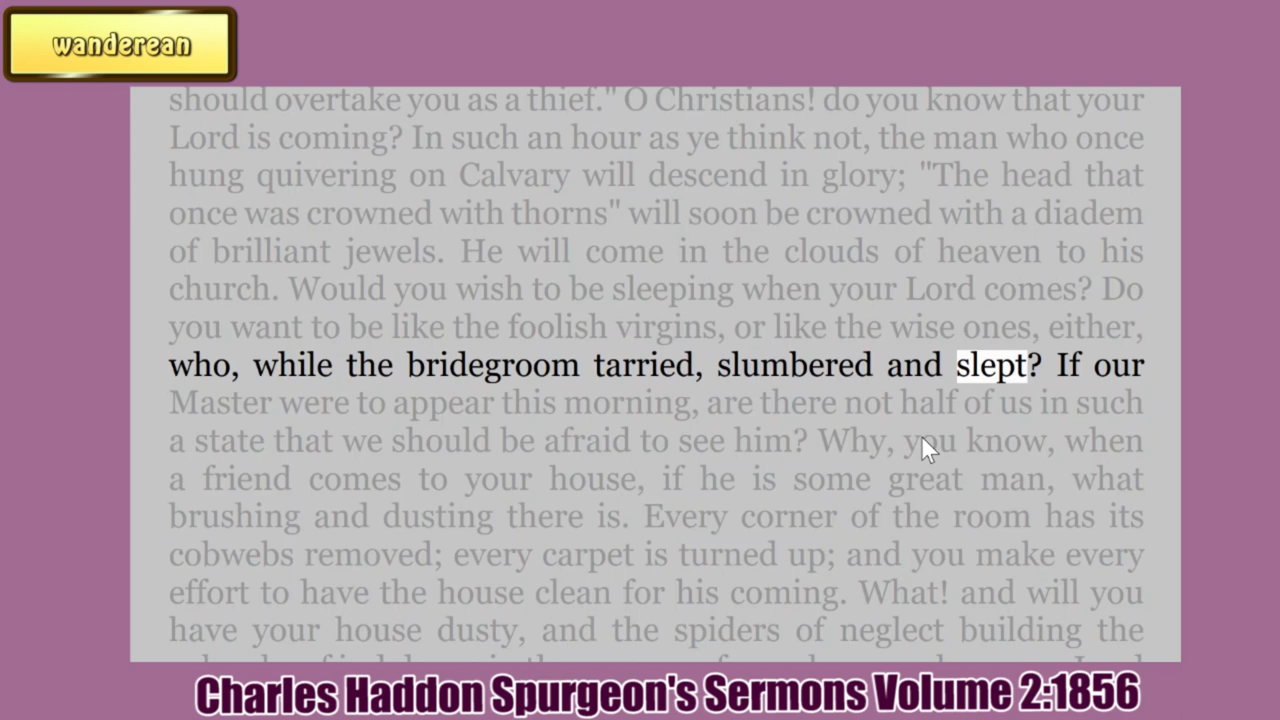 wanderean
should overtake you as a thief." O Christians! do you know that your
Lord is coming? In such an hour as ye think not, the man who once
hung quivering on Calvary will descend in glory; "The head that
once was crowned with thorns" will soon be crowned with a diadem
of brilliant jewels. He will come in the clouds of heaven to his
church. Would you wish to be sleeping when your Lord comes? Do
you want to be like the foolish virgins, or like the wise ones, either,
who, while the bridegroom tarried, slumbered and slept? If our
Master were to appear this morning, are there not half of us in such
a state that we should be afraid to see him? Why, you know, when
a friend comes to your house, if he is some great man, what
brushing and dusting there is. Every corner of the room has its
cobwebs removed; every carpet is turned up; and you make every
effort to have the house clean for his coming. What! and will you
have your house dusty, and the spiders of neglect building the
Charles Haddon Spurgeon's Sermons Volume 2:1856